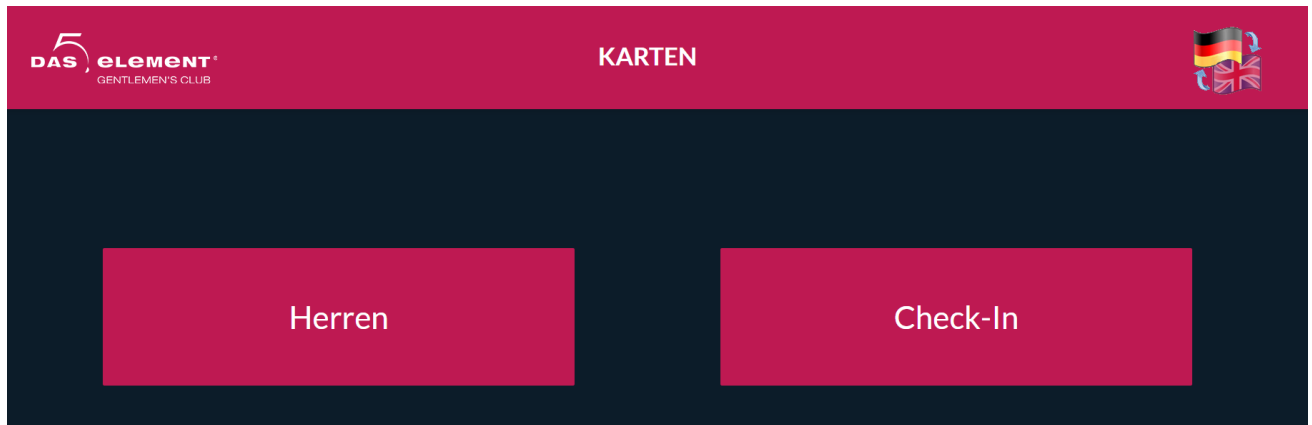 DAS 5 ELEMENT®
GENTLEMEN'S CLUB
KARTEN
Herren
Check-In